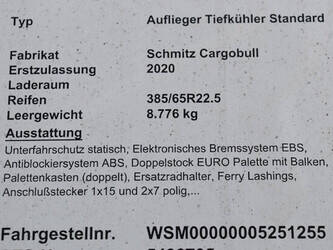 Typ Auflieger Tiefkühler Standard
Fabrikat Schmitz Cargobull
Erstzulassung 2020
Laderaum
Reifen 385/65R22.5
Leergewicht 8.776 kg
Ausstattung
Unterfahrschutz statisch, Elektronisches Bremssystem EBS,
Antiblockiersystem ABS, Doppelstock EURO Palette mit Balken,
Palettenkasten (doppelt), Ersatzradhalter, Ferry Lashings,
Anschlußstecker 1x15 und 2x7 polig,...
Fahrgestellnr. WSM00000005251255